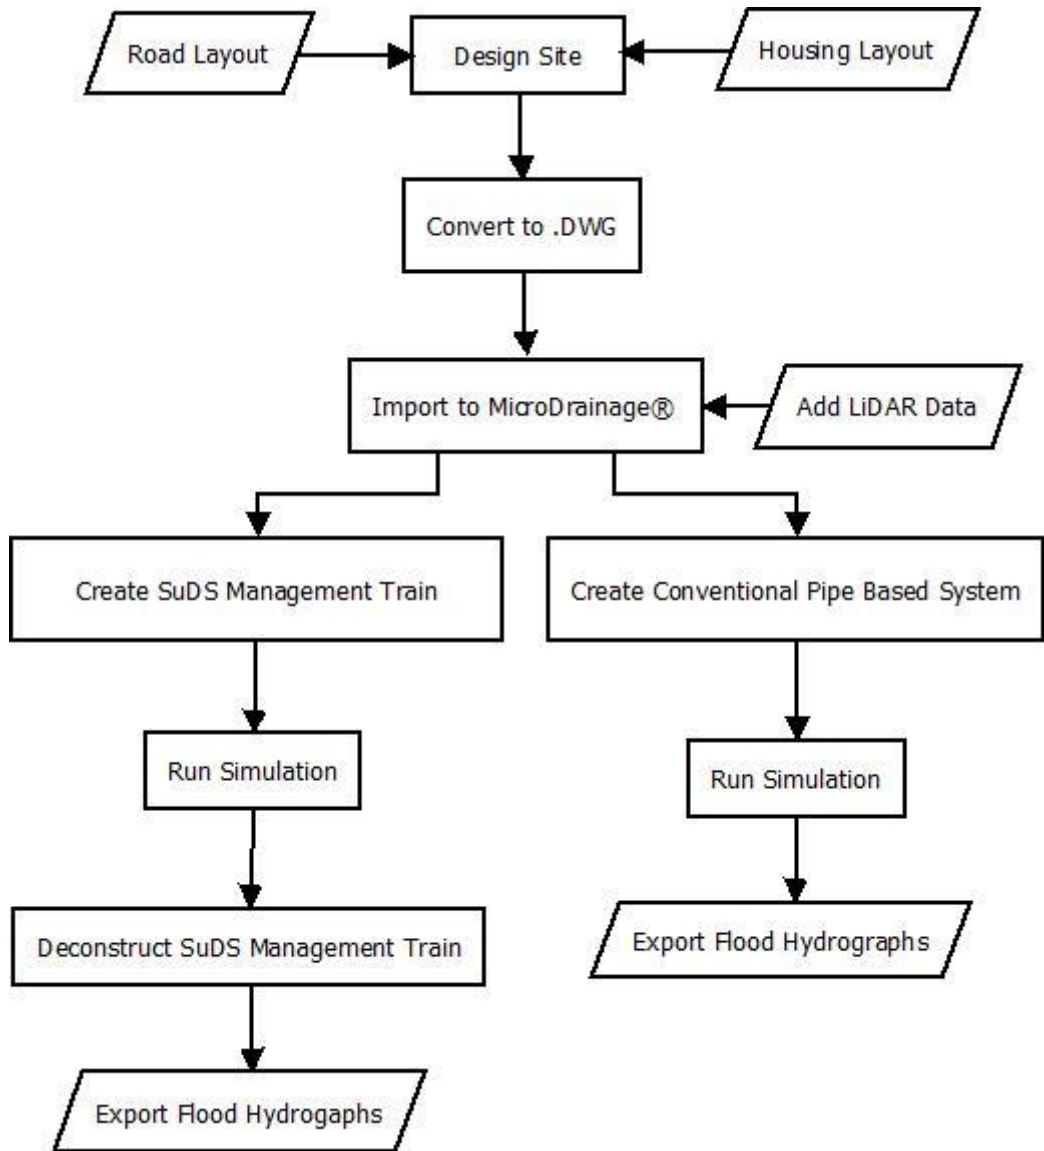 Road Layout
Design Site
Housing Layout
Convert to .DWG
Import to MicroDrainage®
Add LiDAR Data
Create SuDS Management Train
Create Conventional Pipe Based System
Run Simulation
Run Simulation
Deconstruct SuDS Management Train
Export Flood Hydrographs
Export Flood Hydogaphs